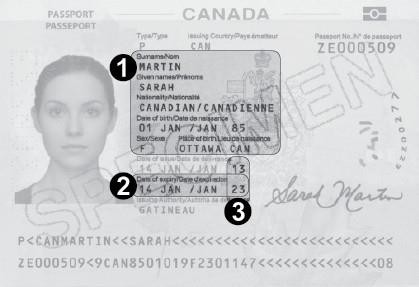 PASSPORT
PASSEPORT
CANADA
Type/Type Issuing Country/Pays émetteur
Passport No./Nº de passeport
P CAN
ZE000509
1
Surname/Nom
MARTIN
Given names/Prénoms
SARAH
Nationality/Nationalité
CANADIAN/CANADIENNE
Date of birth/Date de naissance
01 JAN /JAN 85
Sex/Sexe Place of birth/Lieu de naissance
F OTTAWA CAN
Date of issue/Date de délivrance
14 JAN /JAN 13
2
Date of expiry/Date d'expiration
14 JAN /JAN 23
3
Issuing Authority/Autorité de
GATINEAU
Sarah Martin
SPECIMEN
P<CANMARTIN<<SARAH<<<<<<<<<<<<<<<<<<<<<<<<<<
ZE000509<9CAN8501019F2301147<<<<<<<<<<<<<<08